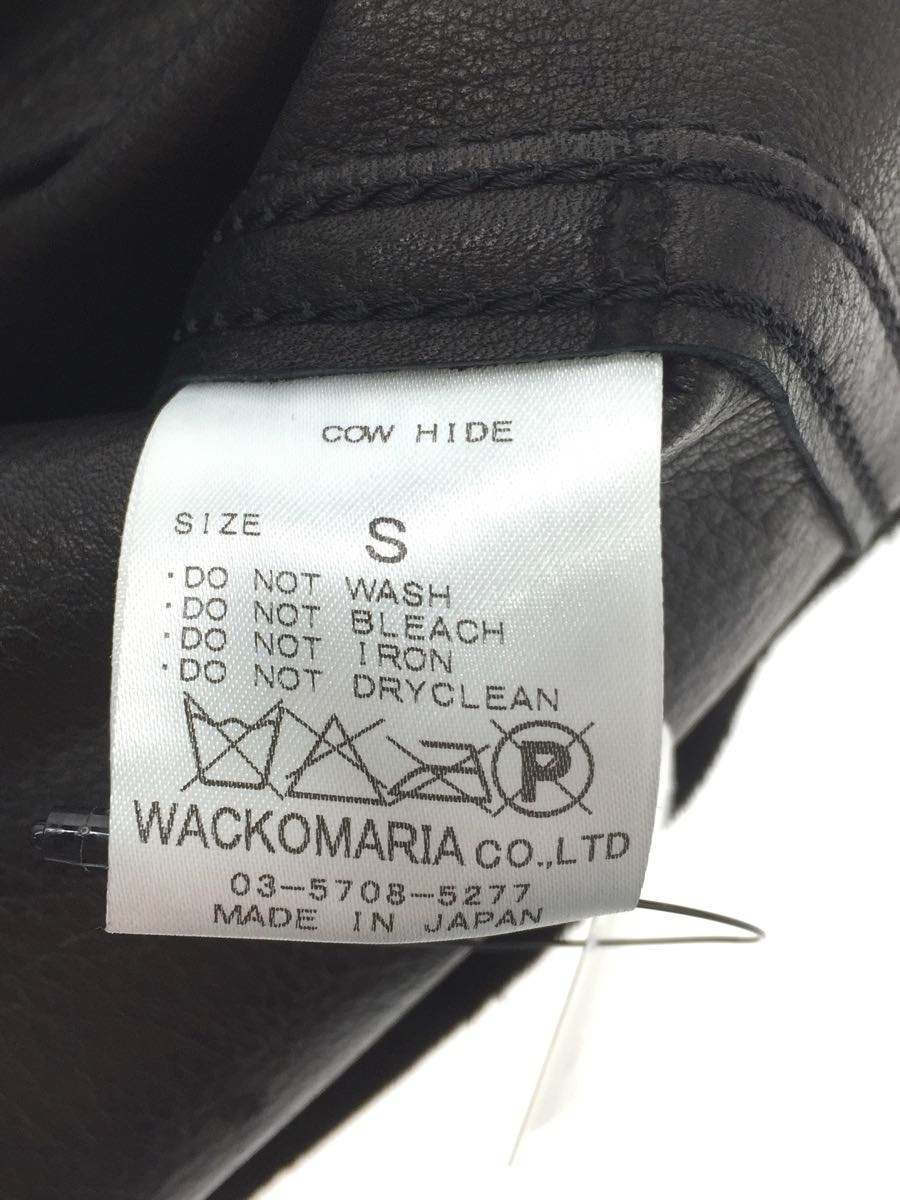 COW HIDE
SIZE S
·DO NOT WASH
·DO NOT BLEACH
·DO NOT IRON
·DO NOT DRYCLEAN
P
WACKOMARIA CO.,LTD
03-5708-5277
MADE IN JAPAN